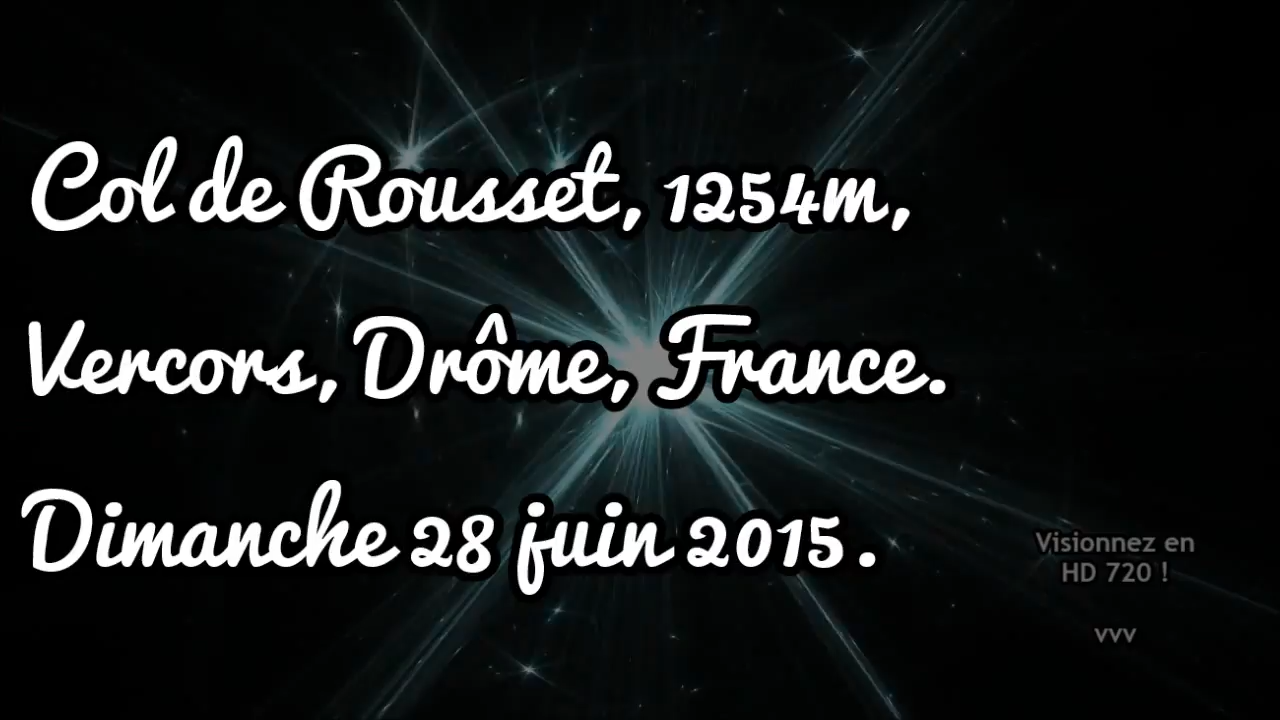 Col de Rousset, 1254m,
Vercors, Drôme, France.
Dimanche 28 juin 2015.
Visionnez en
HD 720 !
vvv